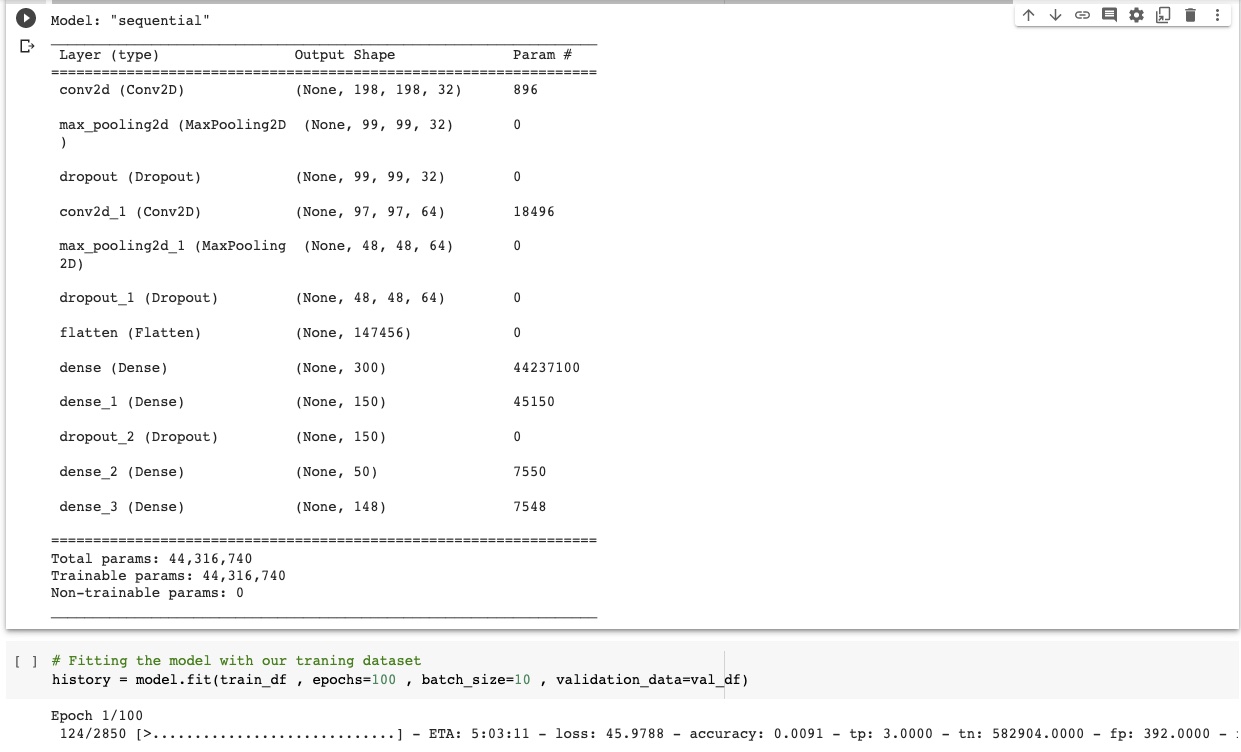 Model: "sequential"
Layer (type) Output Shape Param #
=================================================================
conv2d (Conv2D) (None, 198, 198, 32) 896
max_pooling2d (MaxPooling2D (None, 99, 99, 32) 0
)
dropout (Dropout) (None, 99, 99, 32) 0
conv2d_1 (Conv2D) (None, 97, 97, 64) 18496
max_pooling2d_1 (MaxPooling (None, 48, 48, 64) 0
2D)
dropout_1 (Dropout) (None, 48, 48, 64) 0
flatten (Flatten) (None, 147456) 0
dense (Dense) (None, 300) 44237100
dense_1 (Dense) (None, 150) 45150
dropout_2 (Dropout) (None, 150) 0
dense_2 (Dense) (None, 50) 7550
dense_3 (Dense) (None, 148) 7548
=================================================================
Total params: 44,316,740
Trainable params: 44,316,740
Non-trainable params: 0
[ ] # Fitting the model with our traning dataset
history = model.fit(train_df , epochs=100 , batch_size=10 , validation_data=val_df)
Epoch 1/100
124/2850 [>.............................] - ETA: 5:03:11 - loss: 45.9788 - accuracy: 0.0091 - tp: 3.0000 - tn: 582904.0000 - fp: 392.0000 -